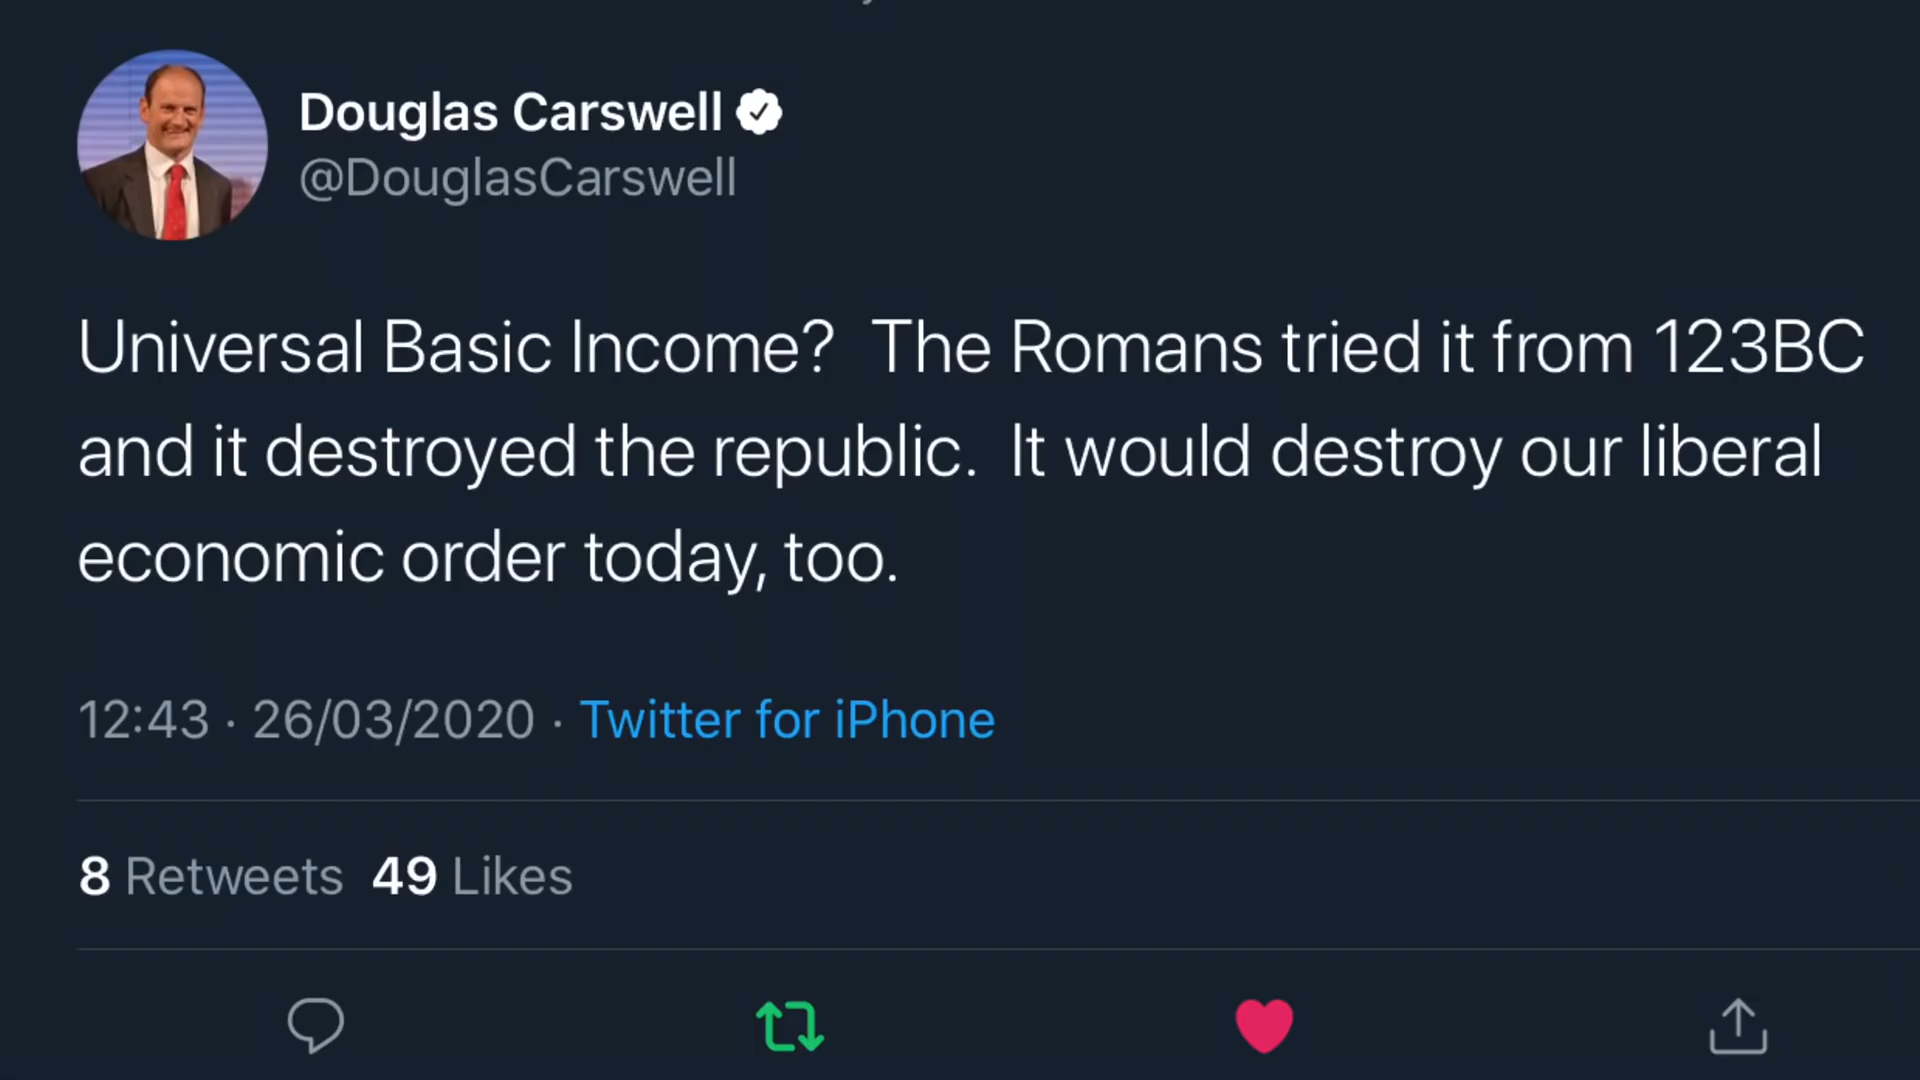 Douglas Carswell
@DouglasCarswell
Universal Basic Income? The Romans tried it from 123BC
and it destroyed the republic. It would destroy our liberal
economic order today, too.
12:43 · 26/03/2020 · Twitter for iPhone
8 Retweets 49 Likes